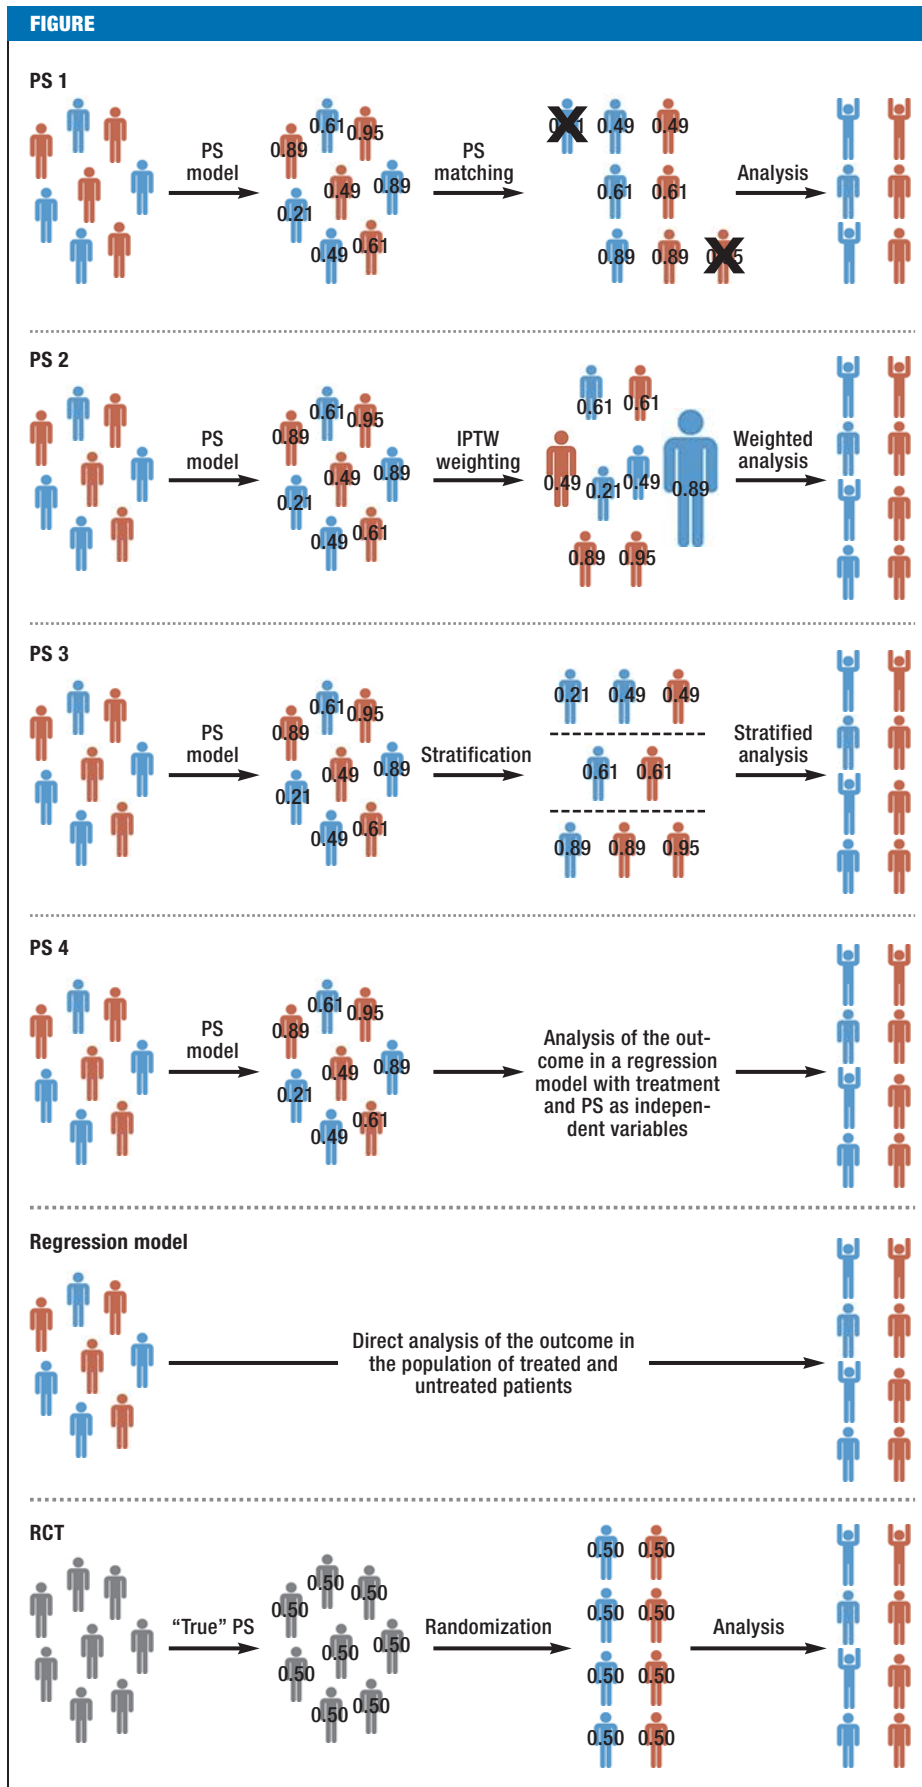 FIGURE
PS 1
PS
model
0.61
0.95
0.89
0.49
0.89
0.21
0.49
0.61
PS
matching
0.49
0.49
0.61
0.61
0.89
0.89
Analysis
PS 2
PS
model
0.61
0.95
0.89
0.49
0.89
0.21
0.49
0.61
IPTW
weighting
0.61
0.61
0.49
0.21
0.49
0.89
0.89
0.95
Weighted
analysis
PS 3
PS
model
0.61
0.95
0.89
0.49
0.89
0.21
0.49
0.61
Stratification
0.21
0.49
0.49
0.61
0.61
0.89
0.89
0.95
Stratified
analysis
PS 4
PS
model
0.61
0.95
0.89
0.49
0.89
0.21
0.49
0.61
Analysis of the out-
come in a regression
model with treatment
and PS as indepen-
dent variables
Regression model
Direct analysis of the outcome in
the population of treated and
untreated patients
RCT
“True” PS
0.50
0.50
0.50
0.50
0.50
0.50
0.50
0.50
Randomization
0.50
0.50
0.50
0.50
0.50
0.50
0.50
0.50
Analysis